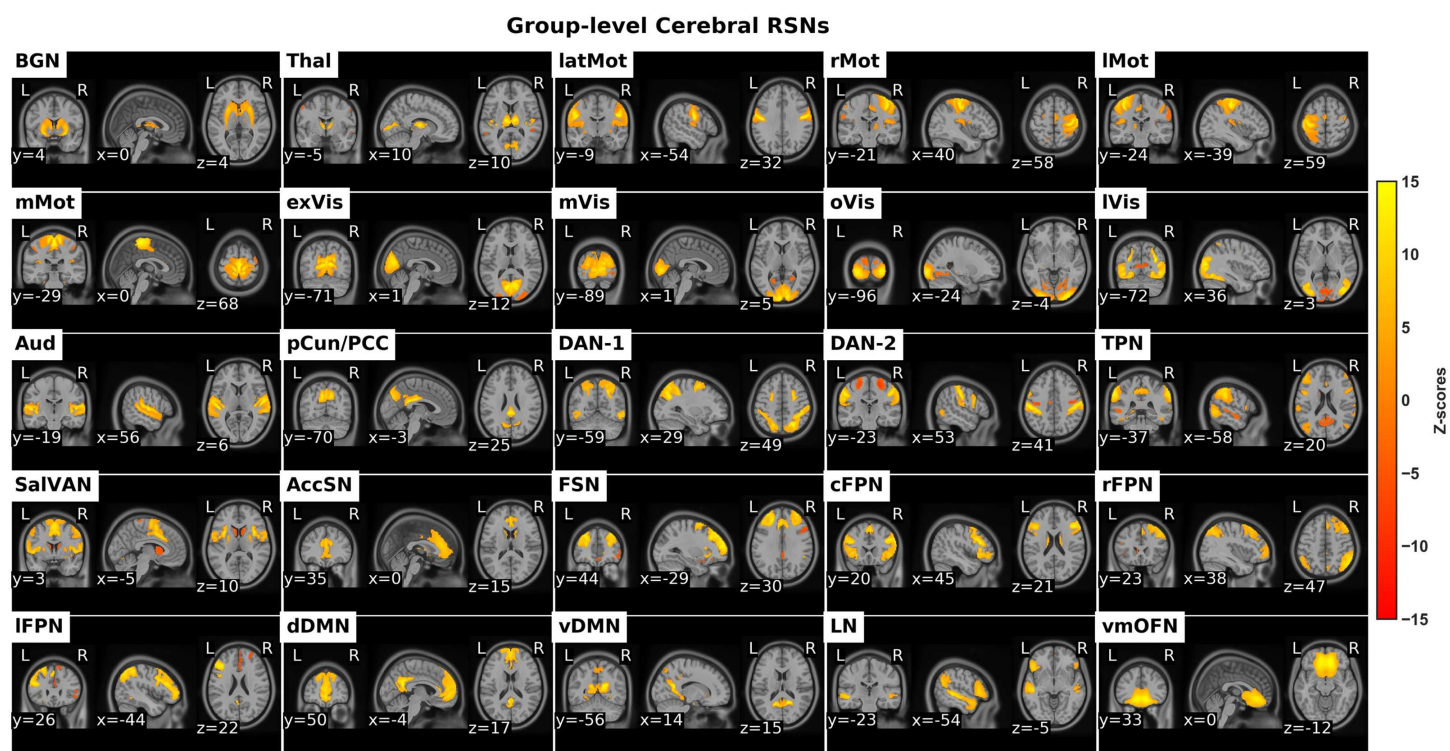 Group-level Cerebral RSNs
BGN
L R
y=4 x=0 z=4
Thal
L R
y=-5 x=10 z=10
latMot
L R
y=-9 x=-54 z=32
rMot
L R
y=-21 x=40 z=58
lMot
L R
y=-24 x=-39 z=59
mMot
L R
y=-29 x=0 z=68
exVis
L R
y=-71 x=1 z=12
mVis
L R
y=-89 x=1 z=5
oVis
L R
y=-96 x=-24 z=-4
lVis
L R
y=-72 x=36 z=3
Aud
L R
y=-19 x=56 z=6
pCun/PCC
L R
y=-70 x=-3 z=25
DAN-1
L R
y=-59 x=29 z=49
DAN-2
L R
y=-23 x=53 z=41
TPN
L R
y=-37 x=-58 z=20
SalVAN
L R
y=3 x=-5 z=10
AccSN
L R
y=35 x=0 z=15
FSN
L R
y=44 x=-29 z=30
cFPN
L R
y=20 x=45 z=21
rFPN
L R
y=23 x=38 z=47
lFPN
L R
y=26 x=-44 z=22
dDMN
L R
y=50 x=-4 z=17
vDMN
L R
y=-56 x=14 z=15
LN
L R
y=-23 x=-54 z=-5
vmOFN
L R
y=33 x=0 z=-12
15
10
5
0
−5
−10
−15
Z-scores